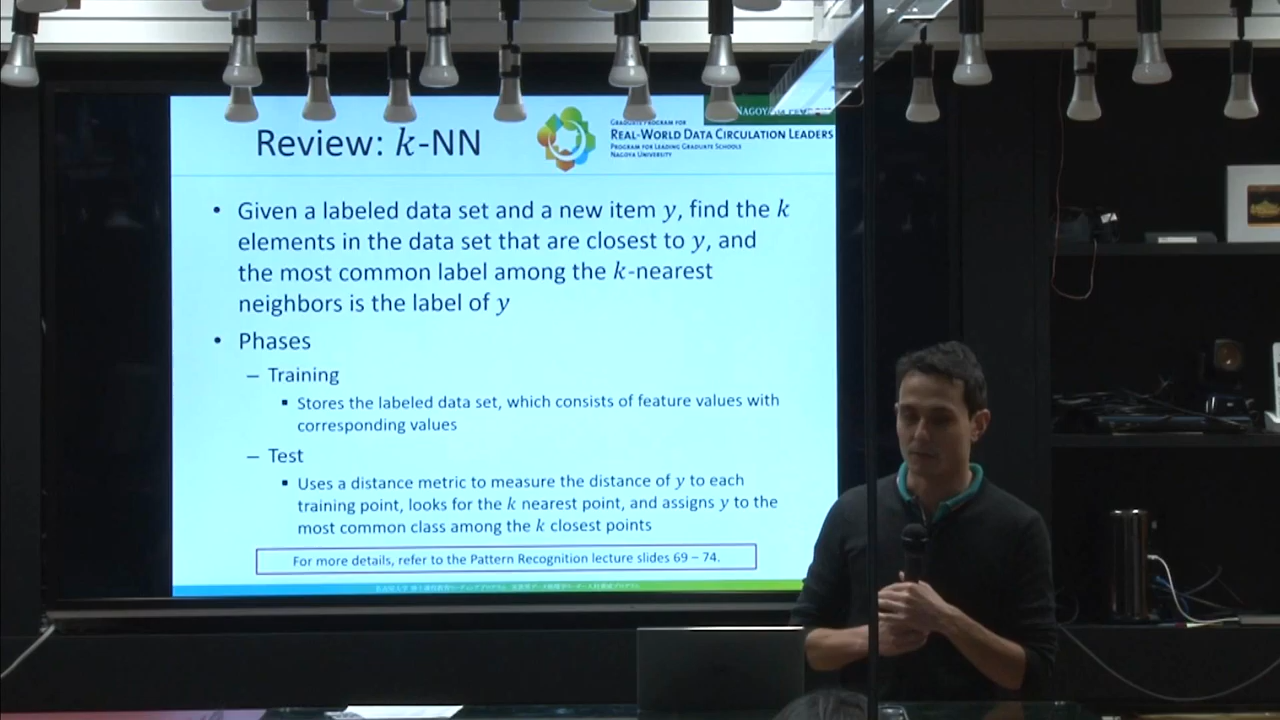 NAGOYA
Review: k-NN
GRADUATE PROGRAM FOR
REAL-WORLD DATA CIRCULATION LEADERS
PROGRAM FOR LEADING GRADUATE SCHOOLS
NAGOYA UNIVERSITY
• Given a labeled data set and a new item y, find the k
elements in the data set that are closest to y, and
the most common label among the k-nearest
neighbors is the label of y
• Phases
– Training
▪ Stores the labeled data set, which consists of feature values with
corresponding values
– Test
▪ Uses a distance metric to measure the distance of y to each
training point, looks for the k nearest point, and assigns y to the
most common class among the k closest points
For more details, refer to the Pattern Recognition lecture slides 69 – 74.